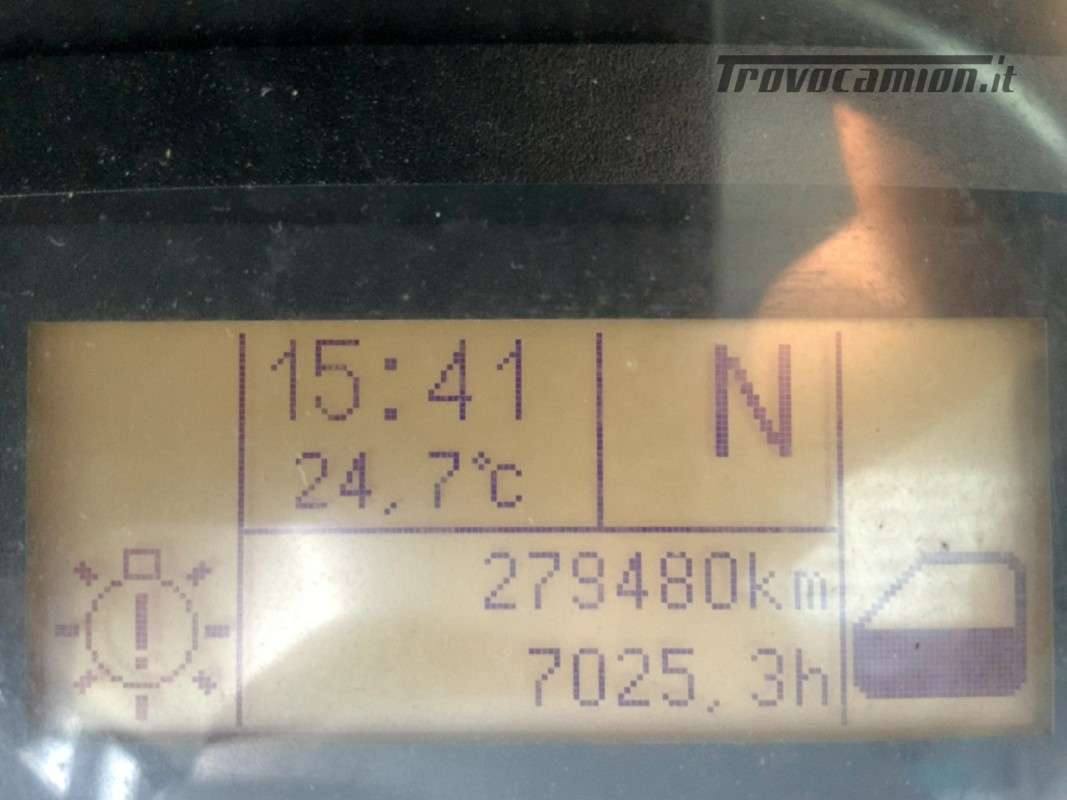 Trovocamion.it
15:41
N
24,7°C
279480km
7025,3h